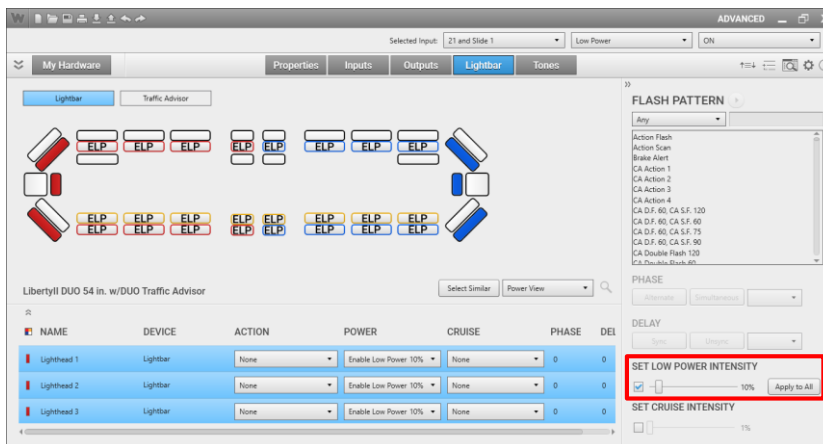 W
ADVANCED
Selected Input: 21 and Slide 1 Low Power ON
My Hardware Properties Inputs Outputs Lightbar Tones
Lightbar Traffic Advisor
ELP ELP ELP ELP ELP ELP ELP ELP
ELP ELP ELP ELP ELP ELP ELP ELP
ELP ELP ELP ELP ELP ELP ELP ELP
LibertyII DUO 54 in. w/DUO Traffic Advisor
Select Similar Power View
NAME DEVICE ACTION POWER CRUISE PHASE DEL
Lighthead 1 Lightbar None Enable Low Power 10% None 0 0
Lighthead 2 Lightbar None Enable Low Power 10% None 0 0
Lighthead 3 Lightbar None Enable Low Power 10% None 0 0
FLASH PATTERN
Any
Action Flash
Action Scan
Brake Alert
CA Action 1
CA Action 2
CA Action 3
CA Action 4
CA D.F. 60, CA S.F. 120
CA D.F. 60, CA S.F. 60
CA D.F. 60, CA S.F. 75
CA D.F. 60, CA S.F. 90
CA Double Flash 120
CA Double Flash 60
PHASE
Alternate Simultaneous
DELAY
Sync Unsync
SET LOW POWER INTENSITY
10% Apply to All
SET CRUISE INTENSITY
1%